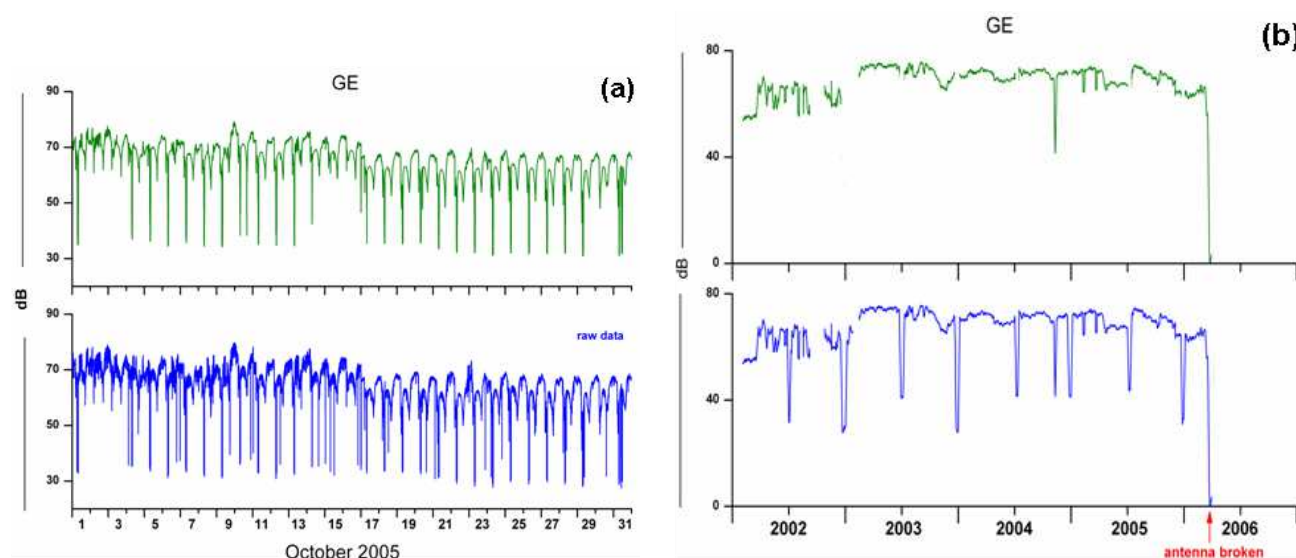 GE
(a)
90
70
50
30
dB
90
70
50
30
raw data
1 3 5 7 9 11 13 15 17 19 21 23 25 27 29 31
October 2005
GE
(b)
80
40
0
dB
80
40
0
2002 2003 2004 2005 2006
antenna broken